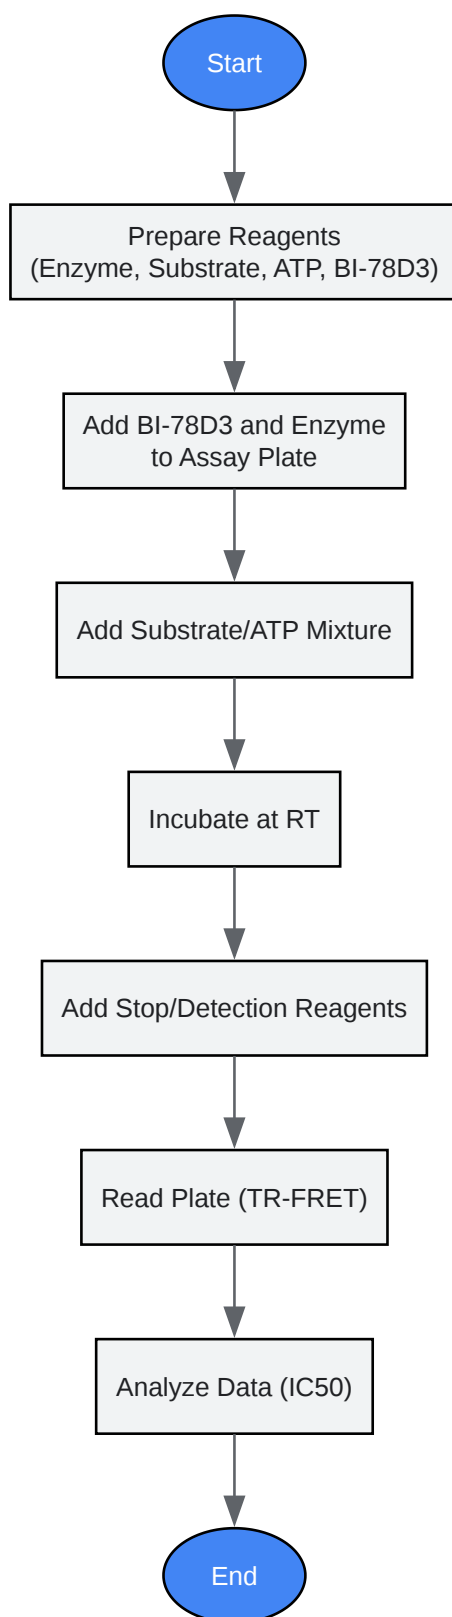 Start
Prepare Reagents
(Enzyme, Substrate, ATP, BI-78D3)
Add BI-78D3 and Enzyme
to Assay Plate
Add Substrate/ATP Mixture
Incubate at RT
Add Stop/Detection Reagents
Read Plate (TR-FRET)
Analyze Data (IC50)
End